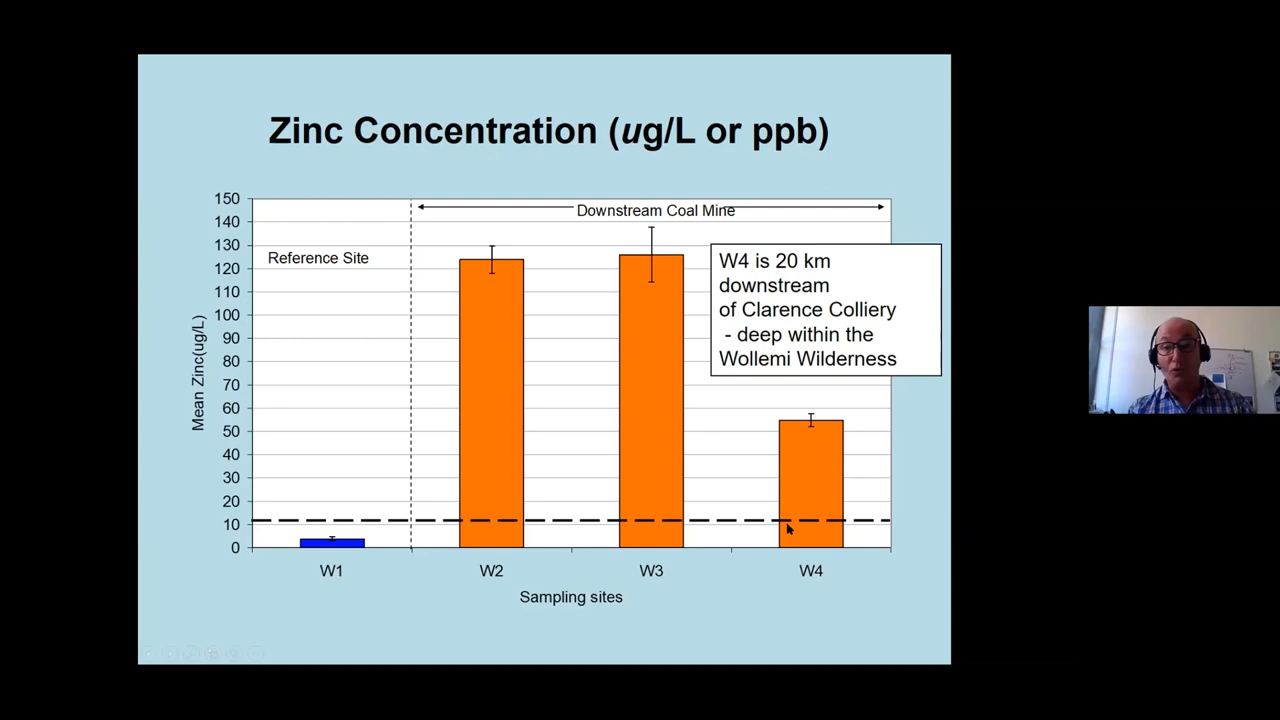 Zinc Concentration (ug/L or ppb)
150
140
130
120
110
100
90
80
70
60
50
40
30
20
10
0
Mean Zinc(ug/L)
Reference Site
Downstream Coal Mine
W4 is 20 km
downstream
of Clarence Colliery
- deep within the
Wollemi Wilderness
W1 W2 W3 W4
Sampling sites